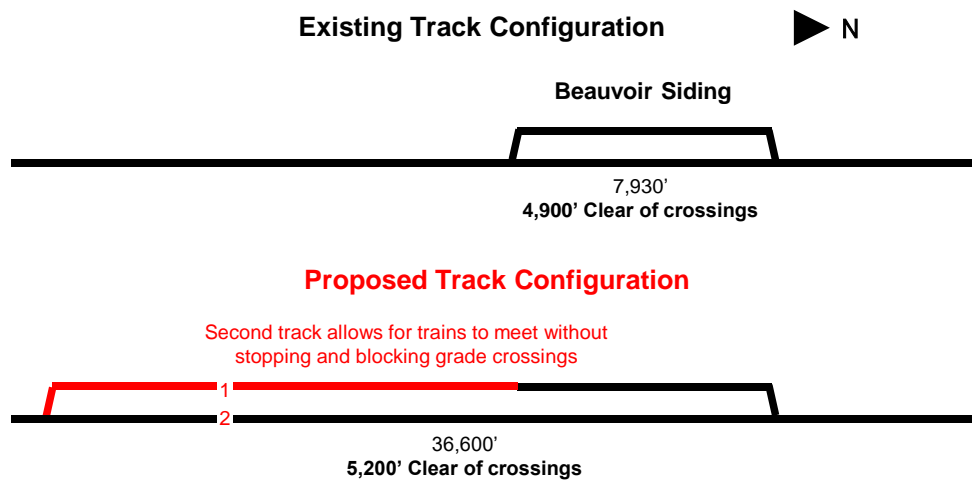 Existing Track Configuration
N
Beauvoir Siding
7,930’
4,900’ Clear of crossings
Proposed Track Configuration
Second track allows for trains to meet without
stopping and blocking grade crossings
1
2
36,600’
5,200’ Clear of crossings